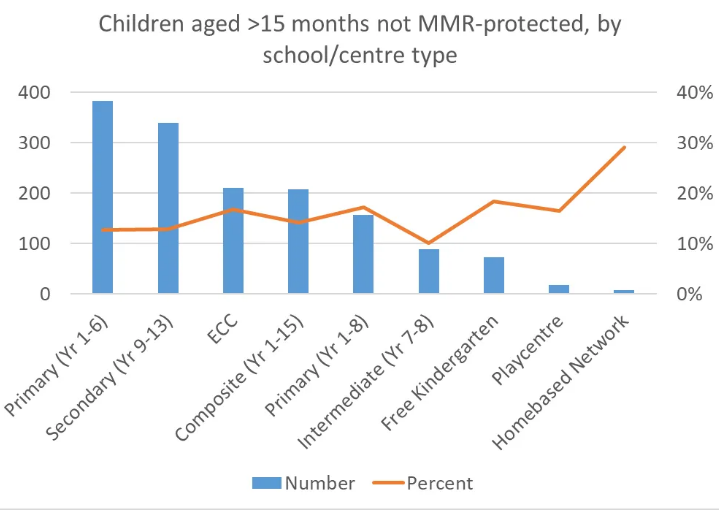 Children aged >15 months not MMR-protected, by
school/centre type
400
300
200
100
0
40%
30%
20%
10%
0%
Primary (Yr 1-6)
Secondary (Yr 9-13)
ECC
Composite (Yr 1-15)
Primary (Yr 1-8)
Intermediate (Yr 7-8)
Free Kindergarten
Playcentre
Homebased Network
Number
Percent